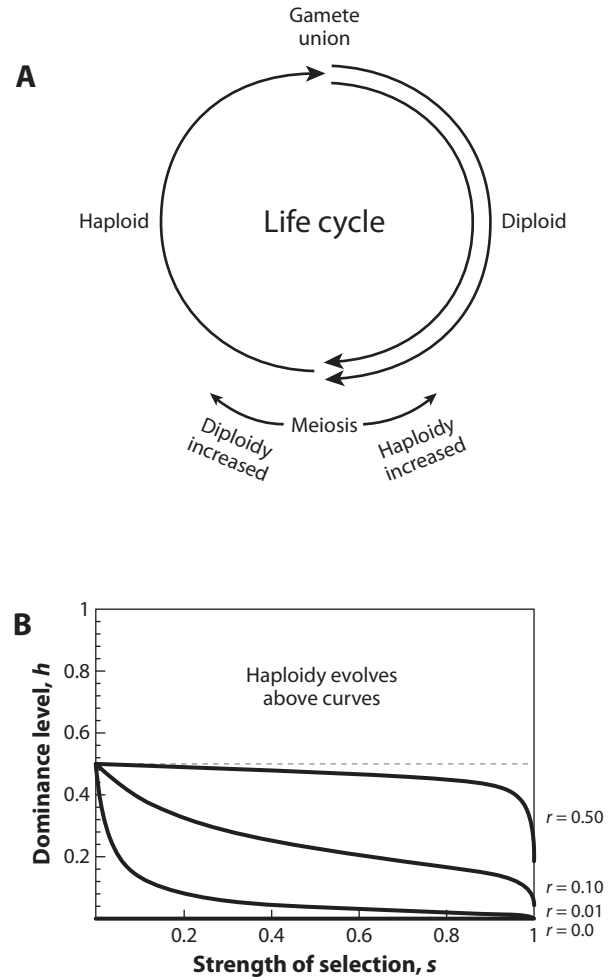 A
Gamete
union
Haploid
Life cycle
Diploid
Meiosis
Diploidy
increased
Haploidy
increased
B
1
0.8
0.6
0.4
0.2
Dominance level, h
Haploidy evolves
above curves
r = 0.50
r = 0.10
r = 0.01
r = 0.0
0.2
0.4
0.6
0.8
1
Strength of selection, s